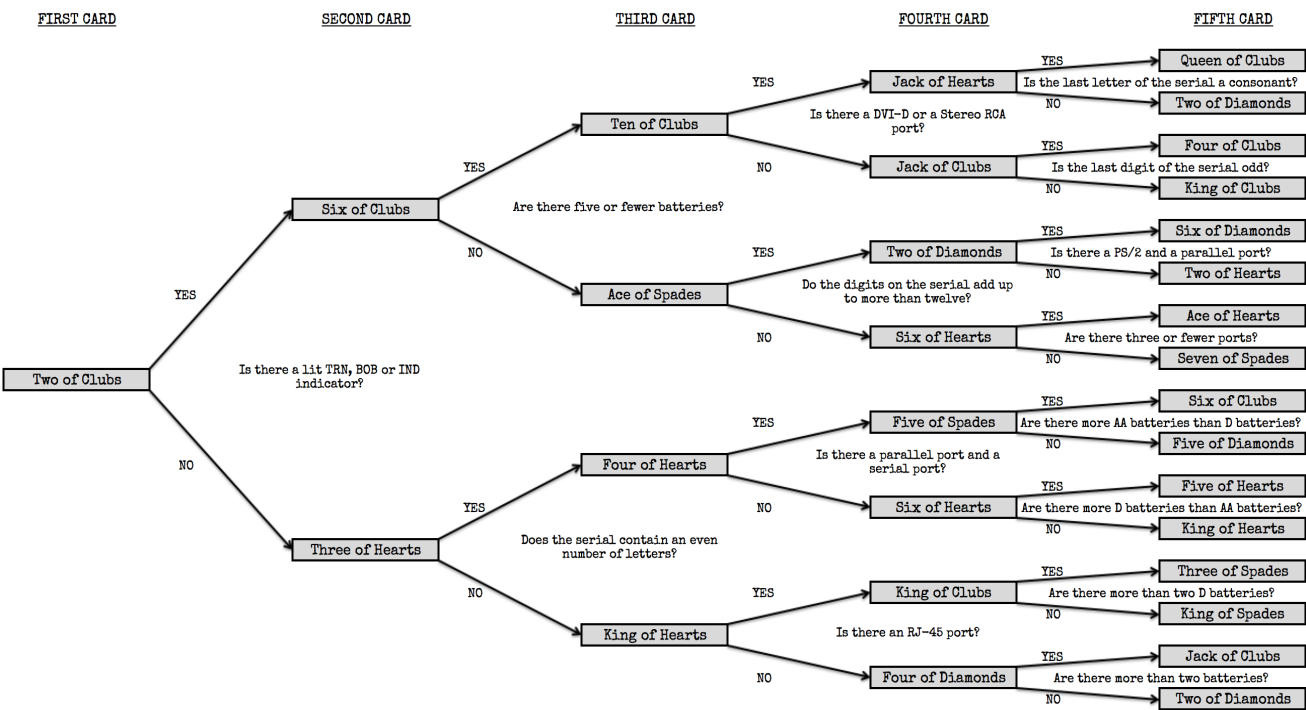 FIRST CARD
SECOND CARD
THIRD CARD
FOURTH CARD
FIFTH CARD
Two of Clubs
YES
NO
Is there a lit TRN, BOB or IND
indicator?
Six of Clubs
Three of Hearts
YES
NO
Are there five or fewer batteries?
YES
NO
Does the serial contain an even
number of letters?
Ten of Clubs
Ace of Spades
Four of Hearts
King of Hearts
YES
Is there a DVI-D or a Stereo RCA
port?
NO
YES
Do the digits on the serial add up
to more than twelve?
NO
YES
Is there a parallel port and a
serial port?
NO
YES
Is there an RJ-45 port?
NO
Jack of Hearts
Jack of Clubs
Two of Diamonds
Six of Hearts
Five of Spades
Six of Hearts
King of Clubs
Four of Diamonds
YES
Is the last letter of the serial a consonant?
NO
YES
Is the last digit of the serial odd?
NO
YES
Is there a PS/2 and a parallel port?
NO
YES
Are there three or fewer ports?
NO
YES
Are there more AA batteries than D batteries?
NO
YES
Are there more D batteries than AA batteries?
NO
YES
Are there more than two D batteries?
NO
YES
Are there more than two batteries?
NO
Queen of Clubs
Two of Diamonds
Four of Clubs
King of Clubs
Six of Diamonds
Two of Hearts
Ace of Hearts
Seven of Spades
Six of Clubs
Five of Diamonds
Five of Hearts
King of Hearts
Three of Spades
King of Spades
Jack of Clubs
Two of Diamonds